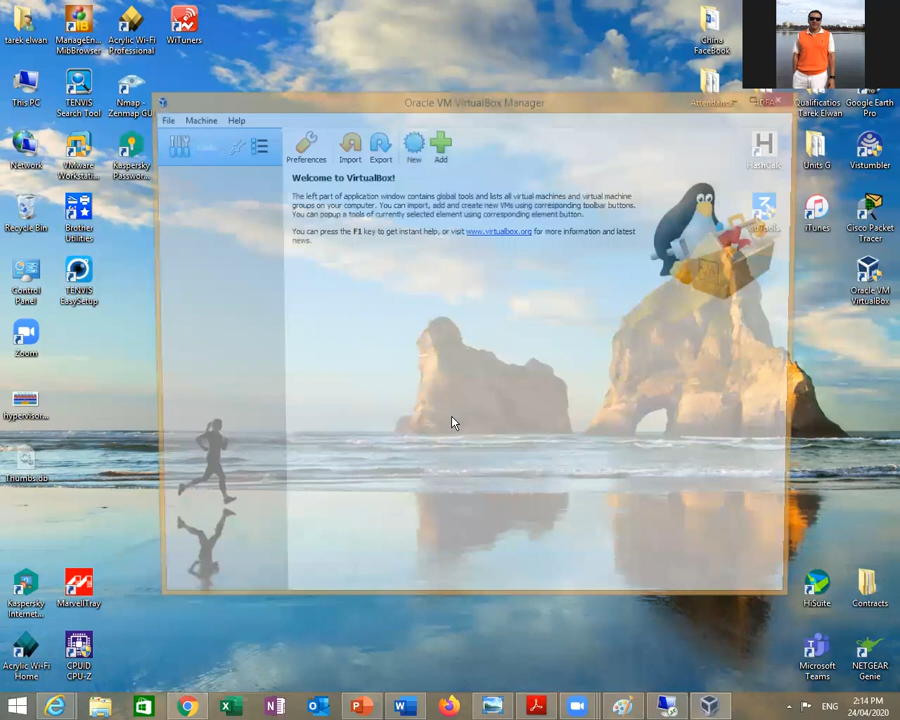 tarek elwan
ManageEn...
MibBrowser
Acrylic Wi-Fi
Professional
WiTuners
China
FaceBook
This PC
TENVIS
Search Tool
Nmap -
Zenmap GUI
Qualificatios
Tarek Elwan
Google Earth
Pro
Oracle VM VirtualBox Manager
File
Machine
Help
Preferences
Import
Export
New
Add
Welcome to VirtualBox!
The left part of application window contains global tools and lists all virtual machines and virtual machine
groups on your computer. You can import, add and create new VMs using corresponding toolbar buttons.
You can popup a tools of currently selected element using corresponding element button.
You can press the F1 key to get instant help, or visit www.virtualbox.org for more information and latest
news.
Network
VMware
Workstati...
Kaspersky
Passwor...
HashCalc
Units G
Vistumbler
Recycle Bin
Brother
Utilities
iTunes
Cisco Packet
Tracer
Control
Panel
TENVIS
EasySetup
Oracle VM
VirtualBox
Zoom
hypervisor...
Thumbs.db
Kaspersky
Internet...
MarvellTray
HiSuite
Contracts
Acrylic Wi-Fi
Home
CPUID
CPU-Z
Microsoft
Teams
NETGEAR
Genie
ENG
2:14 PM
24/04/2020